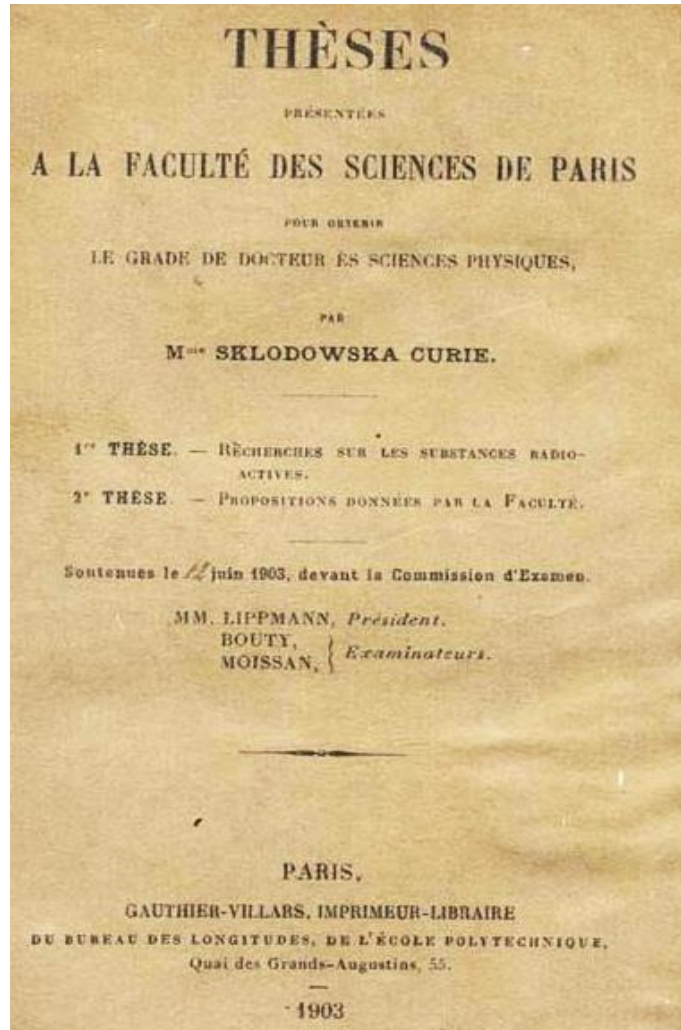 THÈSES
PRÉSENTÉES
A LA FACULTÉ DES SCIENCES DE PARIS
POUR OBTENIR
LE GRADE DE DOCTEUR ÈS SCIENCES PHYSIQUES,
PAR
Mme SKLODOWSKA CURIE.
1re THÈSE. — RECHERCHES SUR LES SUBSTANCES RADIO-
ACTIVES.
2e THÈSE. — PROPOSITIONS DONNÉES PAR LA FACULTÉ.
Soutenues le 12 juin 1903, devant la Commission d'Examen.
MM. LIPPMANN, Président.
BOUTY,
MOISSAN, } Examinateurs.
PARIS,
GAUTHIER-VILLARS, IMPRIMEUR-LIBRAIRE
DU BUREAU DES LONGITUDES, DE L'ÉCOLE POLYTECHNIQUE,
Quai des Grands-Augustins, 55.
1903